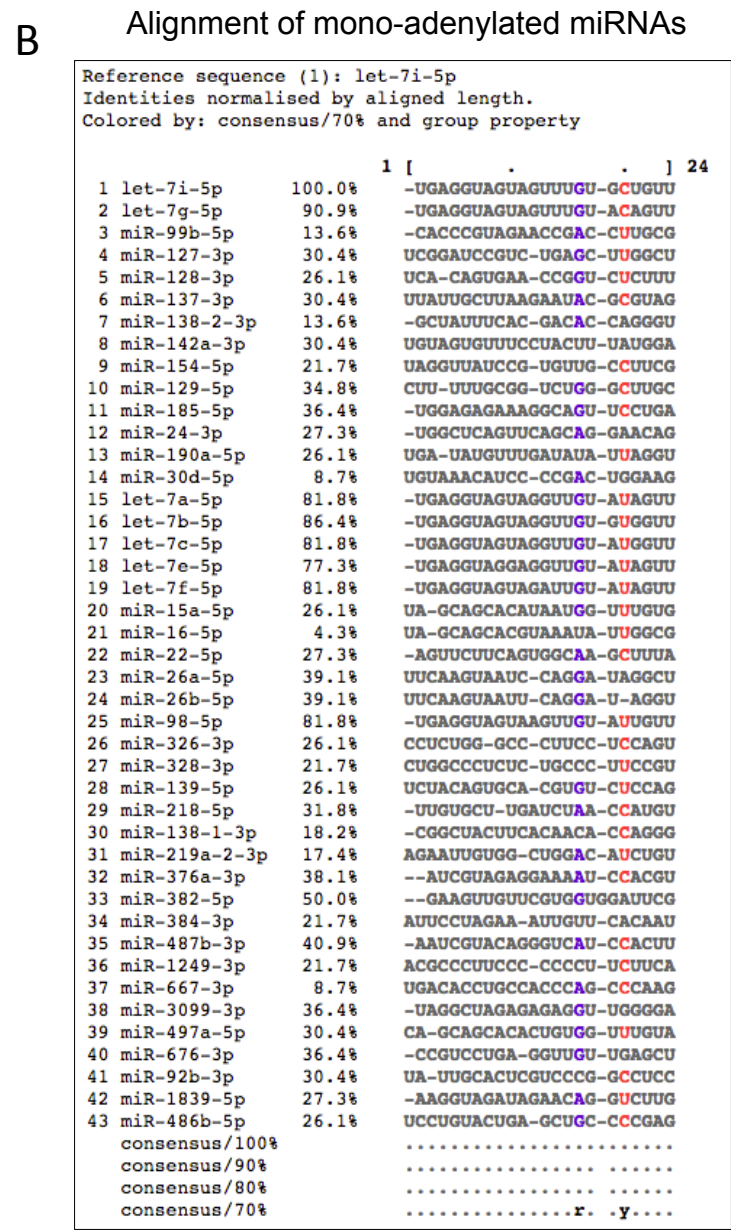 B
Alignment of mono-adenylated miRNAs
Reference sequence (1): let-7i-5p
Identities normalised by aligned length.
Colored by: consensus/70% and group property
1 [ . . ] 24
1 let-7i-5p 100.0% -UGAGGUAGUAGUUUGU-GCUGUU
2 let-7g-5p 90.9% -UGAGGUAGUAGUUUGU-ACAGUU
3 miR-99b-5p 13.6% -CACCCGUAGAACCGAC-CUUGCG
4 miR-127-3p 30.4% UCGGAUCCGUC-UGAGC-UUGGCU
5 miR-128-3p 26.1% UCA-CAGUGAA-CCGGU-CUCUUU
6 miR-137-3p 30.4% UUAUUGCUUAAGAAUAC-GCGUAG
7 miR-138-2-3p 13.6% -GCUAUUUCAC-GACAC-CAGGGU
8 miR-142a-3p 30.4% UGUAGUGUUUCCUACUU-UAUGGA
9 miR-154-5p 21.7% UAGGUUAUCCG-UGUUG-CCUUCG
10 miR-129-5p 34.8% CUU-UUUGCGG-UCUGG-GCUUGC
11 miR-185-5p 36.4% -UGGAGAGAAAGGCAGU-UCCUGA
12 miR-24-3p 27.3% -UGGCUCAGUUCAGCAG-GAACAG
13 miR-190a-5p 26.1% UGA-UAUGUUUGAUAUA-UUAGGU
14 miR-30d-5p 8.7% UGUAAACAUCC-CCGAC-UGGAAG
15 let-7a-5p 81.8% -UGAGGUAGUAGGUUGU-AUAGUU
16 let-7b-5p 86.4% -UGAGGUAGUAGGUUGU-GUGGUU
17 let-7c-5p 81.8% -UGAGGUAGUAGGUUGU-AUGGUU
18 let-7e-5p 77.3% -UGAGGUAGGAGGUUGU-AUAGUU
19 let-7f-5p 81.8% -UGAGGUAGUAGAUUGU-AUAGUU
20 miR-15a-5p 26.1% UA-GCAGCACAUAAUGG-UUUGUG
21 miR-16-5p 4.3% UA-GCAGCACGUAAAUA-UUGGCG
22 miR-22-5p 27.3% -AGUUCUUCAGUGGCAA-GCUUUA
23 miR-26a-5p 39.1% UUCAAGUAAUC-CAGGA-UAGGCU
24 miR-26b-5p 39.1% UUCAAGUAAUU-CAGGA-U-AGGU
25 miR-98-5p 81.8% -UGAGGUAGUAAGUUGU-AUUGUU
26 miR-326-3p 26.1% CCUCUGG-GCC-CUUCC-UCCAGU
27 miR-328-3p 21.7% CUGGCCCUCUC-UGCCC-UUCCGU
28 miR-139-5p 26.1% UCUACAGUGCA-CGUGU-CUCCAG
29 miR-218-5p 31.8% -UUGUGCU-UGAUCUAA-CCAUGU
30 miR-138-1-3p 18.2% -CGGCUACUUCACAACA-CCAGGG
31 miR-219a-2-3p 17.4% AGAAUUGUGG-CUGGAC-AUCUGU
32 miR-376a-3p 38.1% --AUCGUAGAGGAAAAU-CCACGU
33 miR-382-5p 50.0% --GAAGUUGUUCGUGGUGGAUUCG
34 miR-384-3p 21.7% AUUCCUAGAA-AUUGUU-CACAAU
35 miR-487b-3p 40.9% -AAUCGUACAGGGUCAU-CCACUU
36 miR-1249-3p 21.7% ACGCCCUUCCC-CCCCU-UCUUCA
37 miR-667-3p 8.7% UGACACCUGCCACCCAG-CCCAAG
38 miR-3099-3p 36.4% -UAGGCUAGAGAGAGGU-UGGGGA
39 miR-497a-5p 30.4% CA-GCAGCACACUGUGG-UUUGUA
40 miR-676-3p 36.4% -CCGUCCUGA-GGUUGU-UGAGCU
41 miR-92b-3p 30.4% UA-UUGCACUCGUCCCG-GCCUCC
42 miR-1839-5p 27.3% -AAGGUAGAUAGAACAG-GUCUUG
43 miR-486b-5p 26.1% UCCUGUACUGA-GCUGC-CCCGAG
consensus/100% ........................
consensus/90% ................. ......
consensus/80% ................. ......
consensus/70% ...............r. .y....